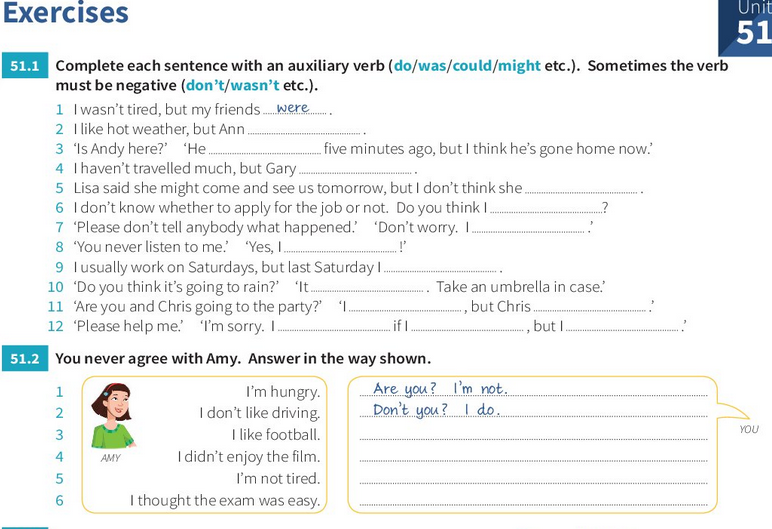 Exercises
Unit
51
51.1 Complete each sentence with an auxiliary verb (do/was/could/might etc.). Sometimes the verb
must be negative (don't/wasn't etc.).
1 I wasn't tired, but my friends were .
2 I like hot weather, but Ann .................... .
3 ‘Is Andy here?’ ‘He .................... five minutes ago, but I think he's gone home now.’
4 I haven't travelled much, but Gary .................... .
5 Lisa said she might come and see us tomorrow, but I don't think she .................... .
6 I don't know whether to apply for the job or not. Do you think I ....................?
7 ‘Please don't tell anybody what happened.’ ‘Don't worry. I .................... .’
8 ‘You never listen to me.’ ‘Yes, I .................... !’
9 I usually work on Saturdays, but last Saturday I .................... .
10 ‘Do you think it's going to rain?’ ‘It .................... . Take an umbrella in case.’
11 ‘Are you and Chris going to the party?’ ‘I .................... , but Chris .................... .’
12 ‘Please help me.’ ‘I'm sorry. I .................... if I .................... , but I .................... .’
51.2 You never agree with Amy. Answer in the way shown.
1 I'm hungry. Are you? I'm not.
2 I don't like driving. Don't you? I do.
3 I like football.
4 I didn't enjoy the film.
5 I'm not tired.
6 I thought the exam was easy.
AMY
YOU